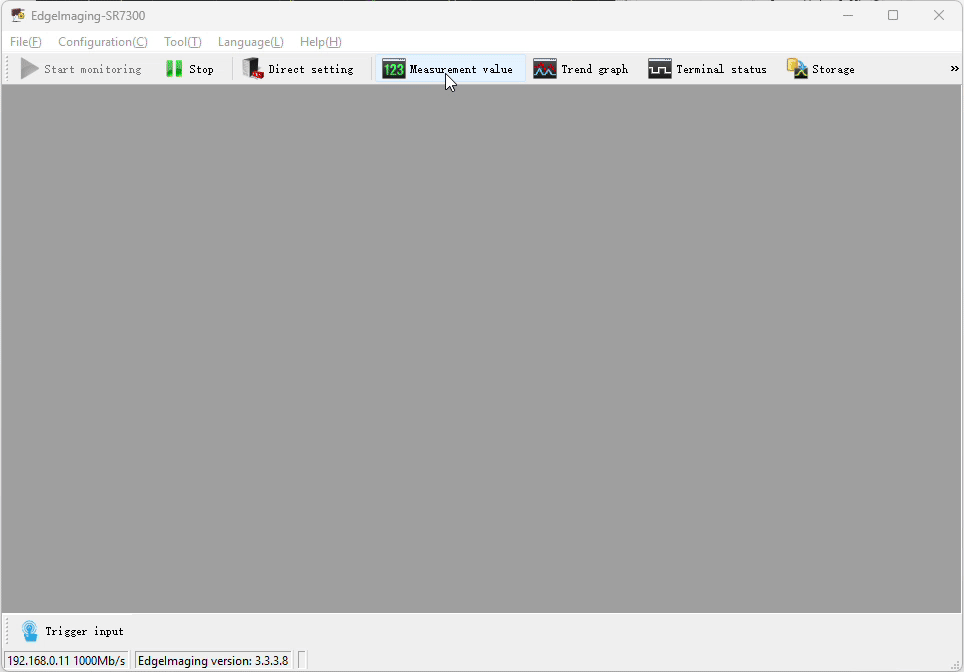 EdgeImaging-SR7300
File(F) Configuration(C) Tool(T) Language(L) Help(H)
Start monitoring Stop Direct setting 123 Measurement value Trend graph Terminal status Storage »
Trigger input
192.168.0.11 1000Mb/s EdgeImaging version: 3.3.3.8